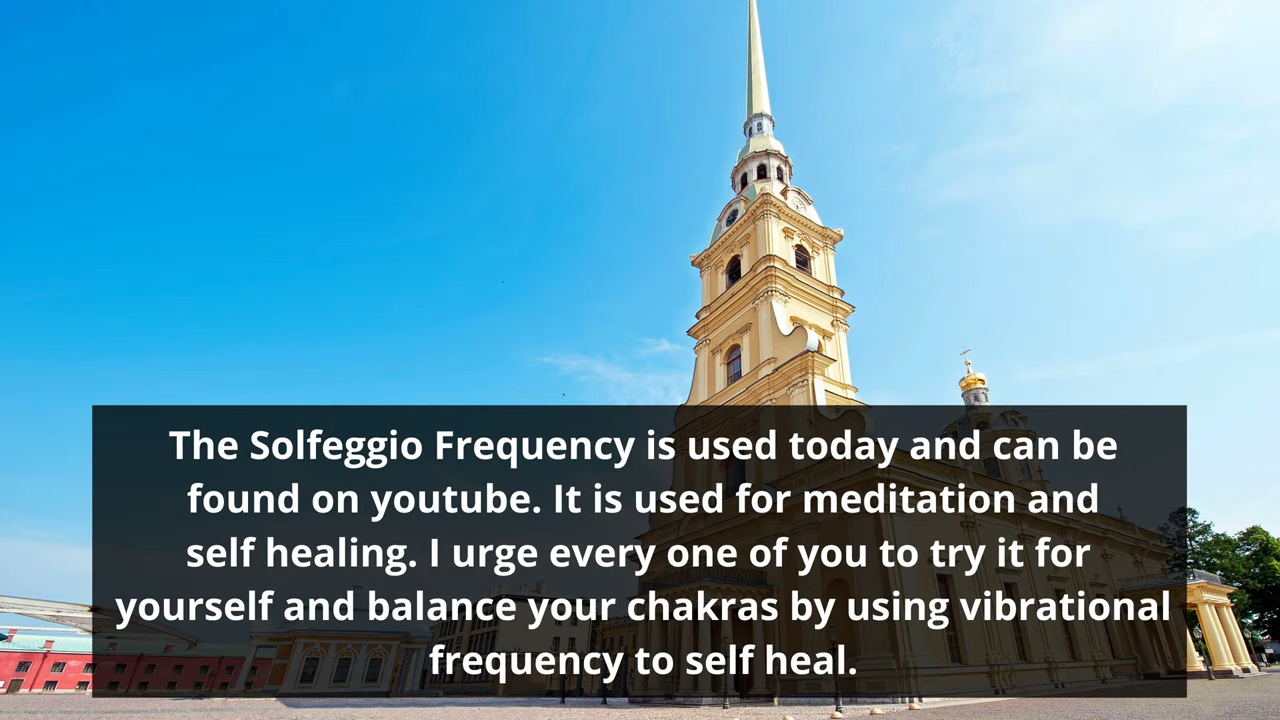 The Solfeggio Frequency is used today and can be
found on youtube. It is used for meditation and
self healing. I urge every one of you to try it for
yourself and balance your chakras by using vibrational
frequency to self heal.